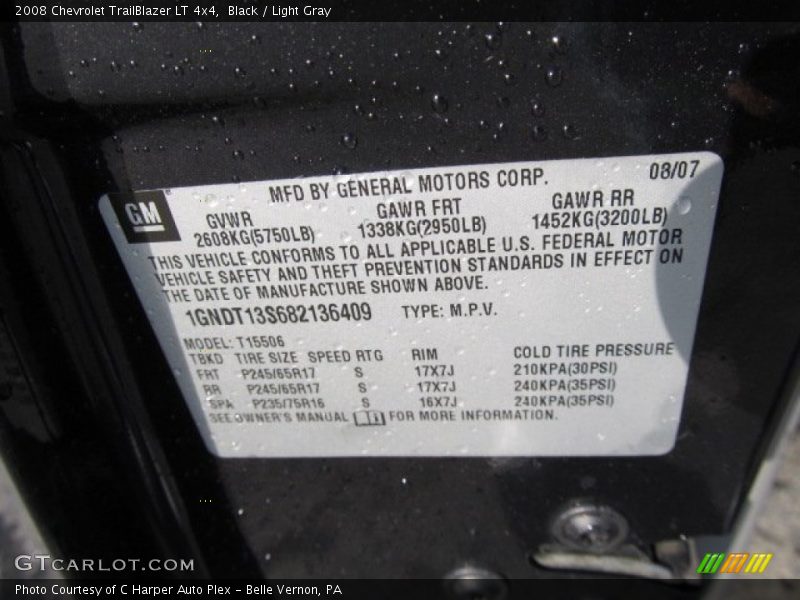 2008 Chevrolet TrailBlazer LT 4x4, Black / Light Gray
MFD BY GENERAL MOTORS CORP. 08/07
GM
GVWR GAWR FRT GAWR RR
2608KG(5750LB) 1338KG(2950LB) 1452KG(3200LB)
THIS VEHICLE CONFORMS TO ALL APPLICABLE U.S. FEDERAL MOTOR
VEHICLE SAFETY AND THEFT PREVENTION STANDARDS IN EFFECT ON
THE DATE OF MANUFACTURE SHOWN ABOVE.
1GNDT13S682136409 TYPE: M.P.V.
MODEL: T15506
TBKD TIRE SIZE SPEED RTG RIM COLD TIRE PRESSURE
FRT P245/65R17 S 17X7J 210KPA(30PSI)
RR P245/65R17 S 17X7J 240KPA(35PSI)
SPA P235/75R16 S 16X7J 240KPA(35PSI)
SEE OWNER'S MANUAL FOR MORE INFORMATION.
GTCARLOT.COM
Photo Courtesy of C Harper Auto Plex - Belle Vernon, PA